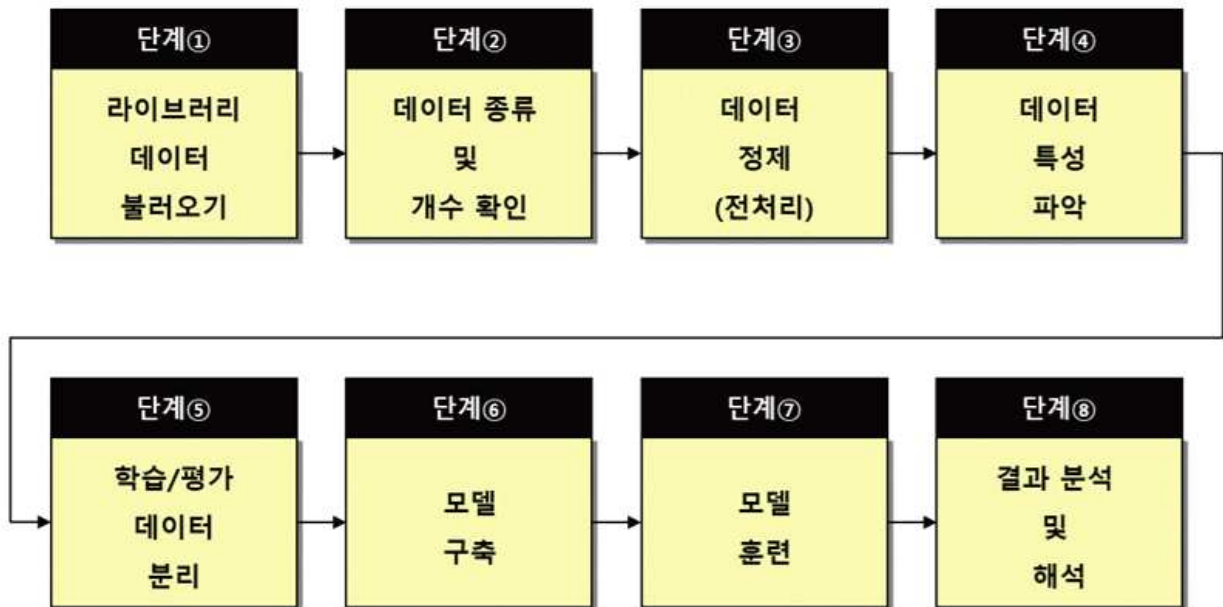 단계①
라이브러리
데이터
불러오기
단계②
데이터 종류
및
개수 확인
단계③
데이터
정제
(전처리)
단계④
데이터
특성
파악
단계⑤
학습/평가
데이터
분리
단계⑥
모델
구축
단계⑦
모델
훈련
단계⑧
결과 분석
및
해석